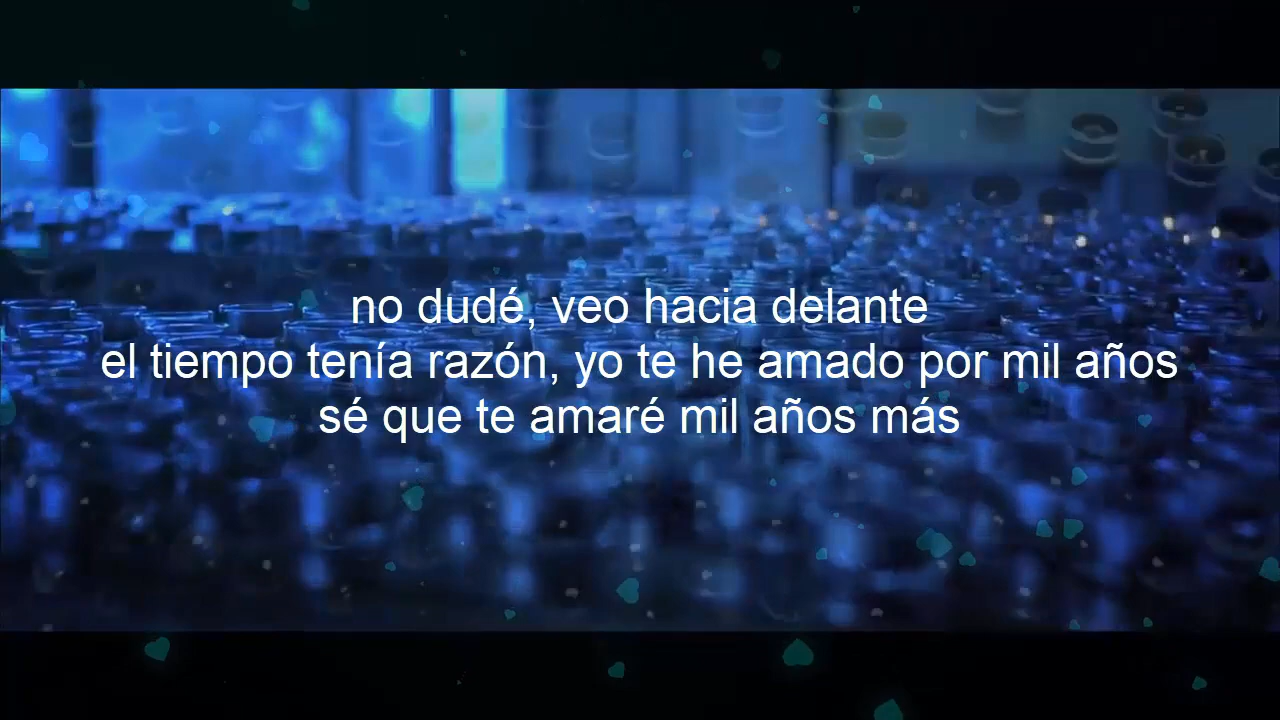 no dudé, veo hacia delante
el tiempo tenía razón, yo te he amado por mil años
sé que te amaré mil años más